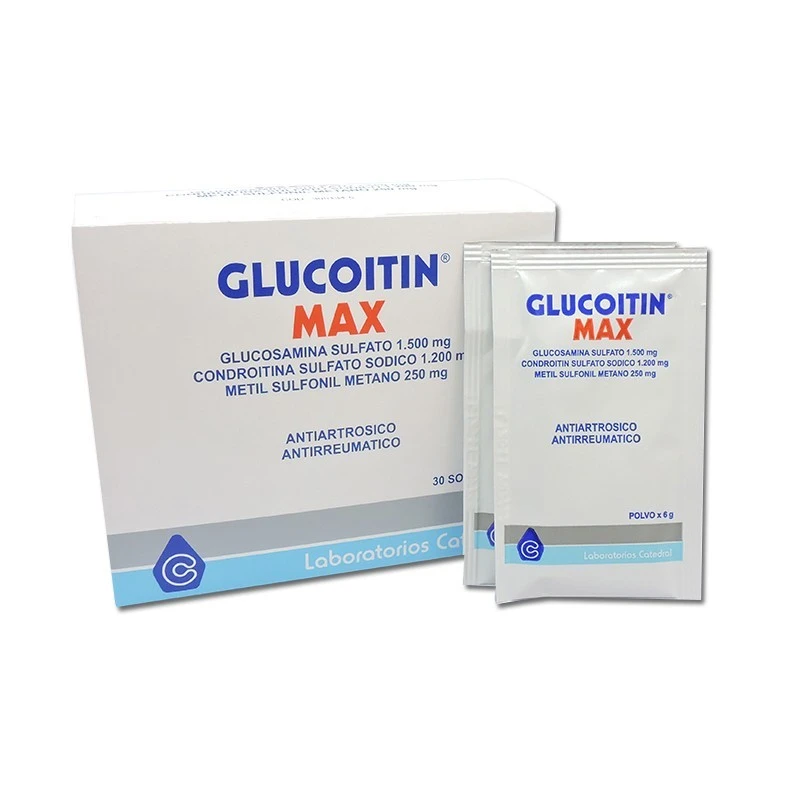 GLUCOITIN®
MAX
GLUCOSAMINA SULFATO 1.500 mg
CONDROITINA SULFATO SODICO 1.200 m
METIL SULFONIL METANO 250 mg
ANTIARTROSICO
ANTIRREUMATICO
30 SO
Laboratorios Catedral
GLUCOITIN®
MAX
GLUCOSAMINA SULFATO 1.500 mg
CONDROITIN SULFATO SODICO 1.200 mg
METIL SULFONIL METANO 250 mg
ANTIARTROSICO
ANTIRREUMATICO
POLVO x 6 g
Laboratorios Catedral